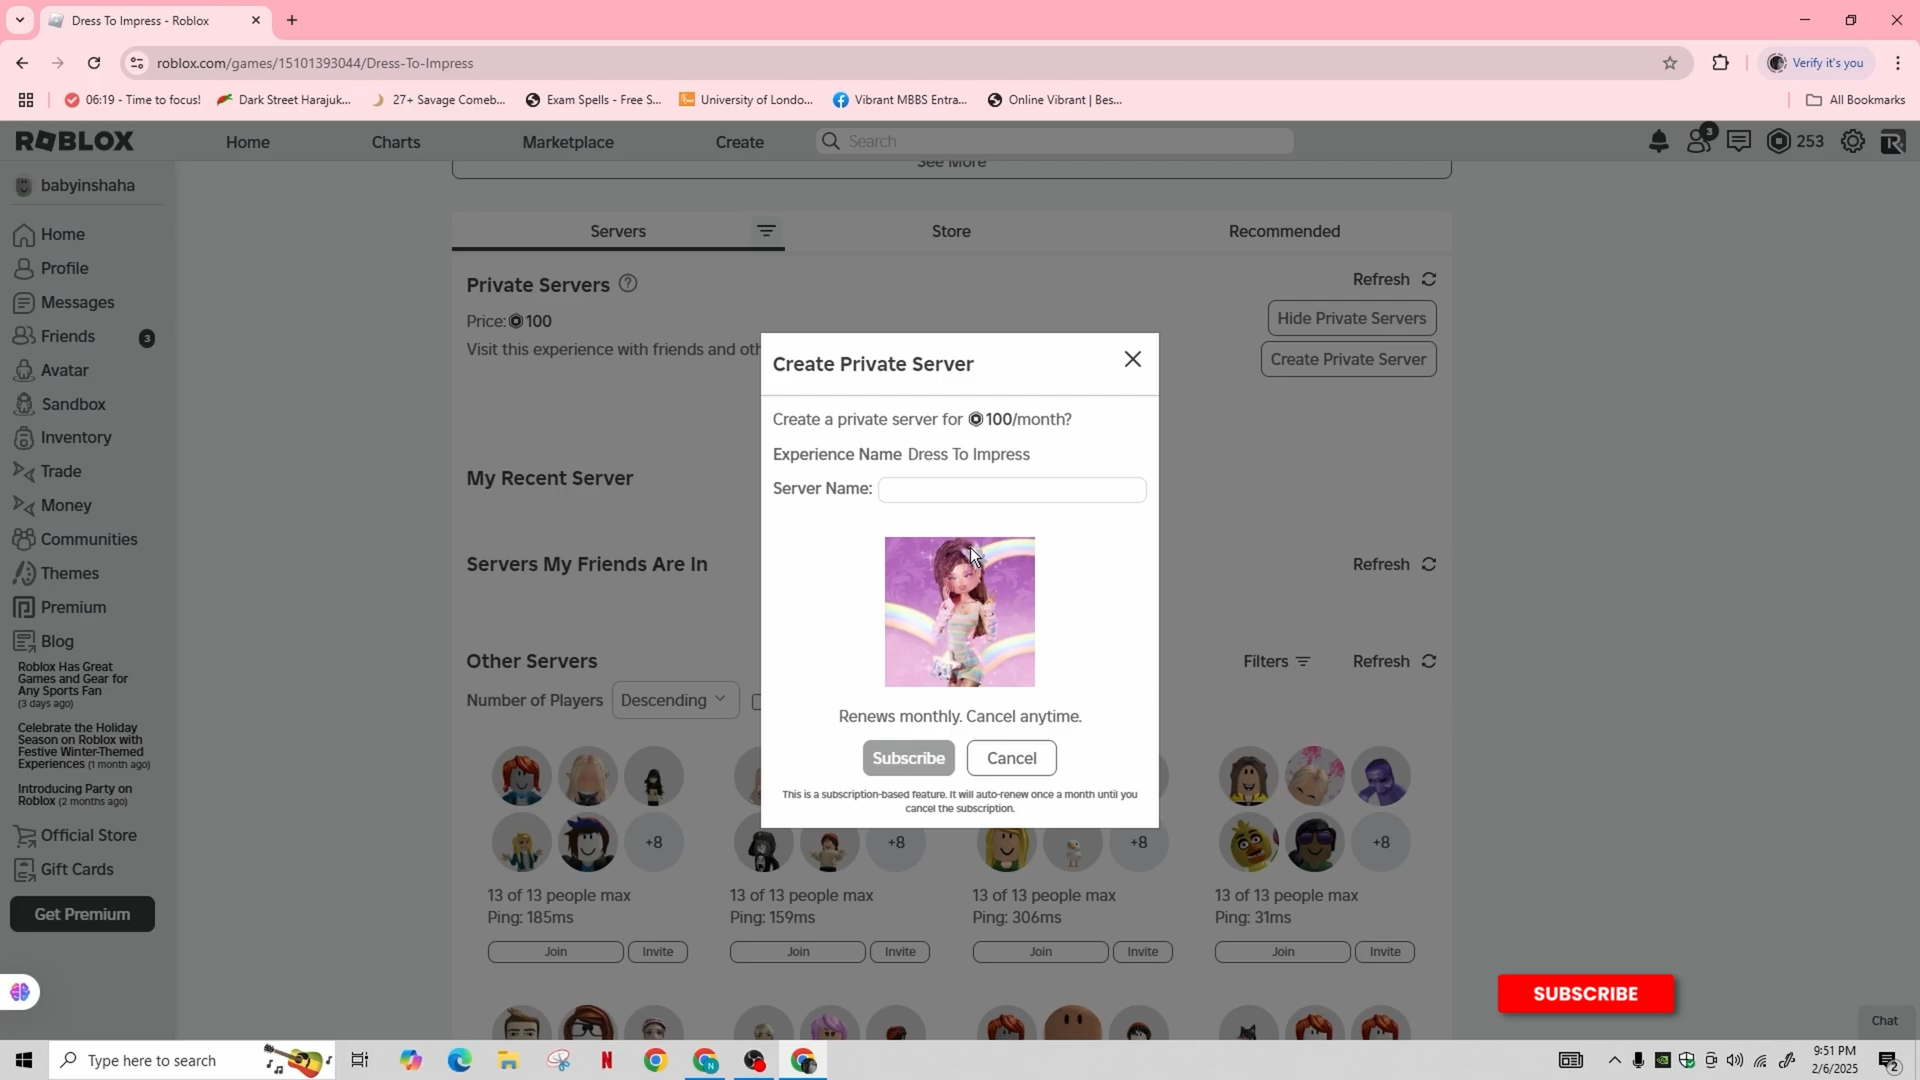 Dress To Impress - Roblox
roblox.com/games/15101393044/Dress-To-Impress
Verify it's you
06:19 - Time to focus!
Dark Street Harajuk...
27+ Savage Comeb...
Exam Spells - Free S...
University of Londo...
Vibrant MBBS Entra...
Online Vibrant | Bes...
All Bookmarks
ROBLOX
Home
Charts
Marketplace
Create
Search
3
253
babyinshaha
Home
Profile
Messages
Friends 3
Avatar
Sandbox
Inventory
Trade
Money
Communities
Themes
Premium
Blog
Roblox Has Great
Games and Gear for
Any Sports Fan
(3 days ago)
Celebrate the Holiday
Season on Roblox with
Festive Winter-Themed
Experiences (1 month ago)
Introducing Party on
Roblox (2 months ago)
Official Store
Gift Cards
Get Premium
See More
Servers
Store
Recommended
Private Servers
Refresh
Price: 100
Hide Private Servers
Visit this experience with friends and oth
Create Private Server
My Recent Server
Servers My Friends Are In
Refresh
Other Servers
Filters
Refresh
Number of Players
Descending
Create Private Server
Create a private server for 100/month?
Experience Name Dress To Impress
Server Name:
Renews monthly. Cancel anytime.
Subscribe
Cancel
This is a subscription-based feature. It will auto-renew once a month until you
cancel the subscription.
+8
+8
+8
+8
13 of 13 people max
Ping: 185ms
Join
Invite
13 of 13 people max
Ping: 159ms
Join
Invite
13 of 13 people max
Ping: 306ms
Join
Invite
13 of 13 people max
Ping: 31ms
Join
Invite
SUBSCRIBE
Chat
Type here to search
9:51 PM
2/6/2025
2